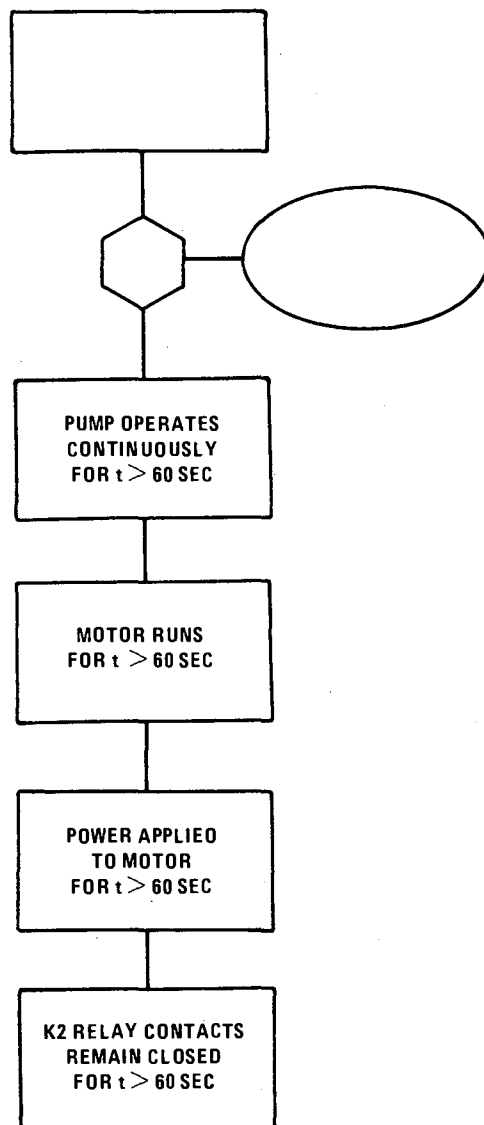 PUMP OPERATES
CONTINUOUSLY
FOR t > 60 SEC
MOTOR RUNS
FOR t > 60 SEC
POWER APPLIEO
TO MOTOR
FOR t > 60 SEC
K2 RELAY CONTACTS
REMAIN CLOSED
FOR t > 60 SEC